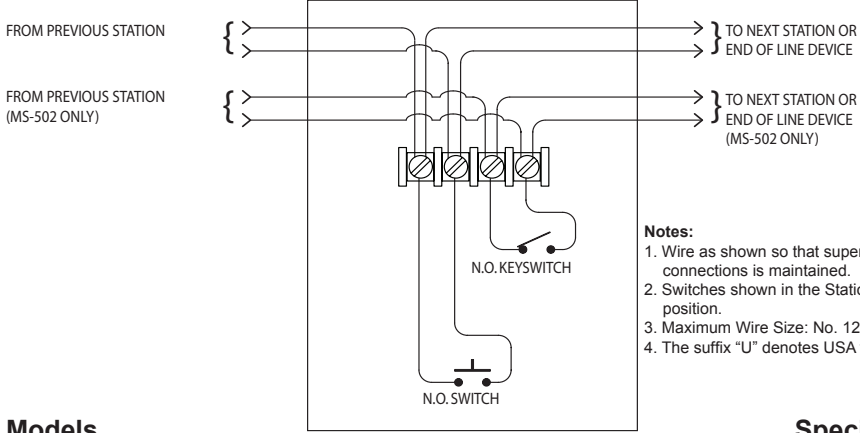 FROM PREVIOUS STATION
TO NEXT STATION OR
END OF LINE DEVICE
FROM PREVIOUS STATION
(MS-502 ONLY)
TO NEXT STATION OR
END OF LINE DEVICE
(MS-502 ONLY)
N.O. KEYSWITCH
N.O. SWITCH
Notes:
1. Wire as shown so that super
connections is maintained.
2. Switches shown in the Static
position.
3. Maximum Wire Size: No. 12
4. The suffix “U” denotes USA
Models
Spec